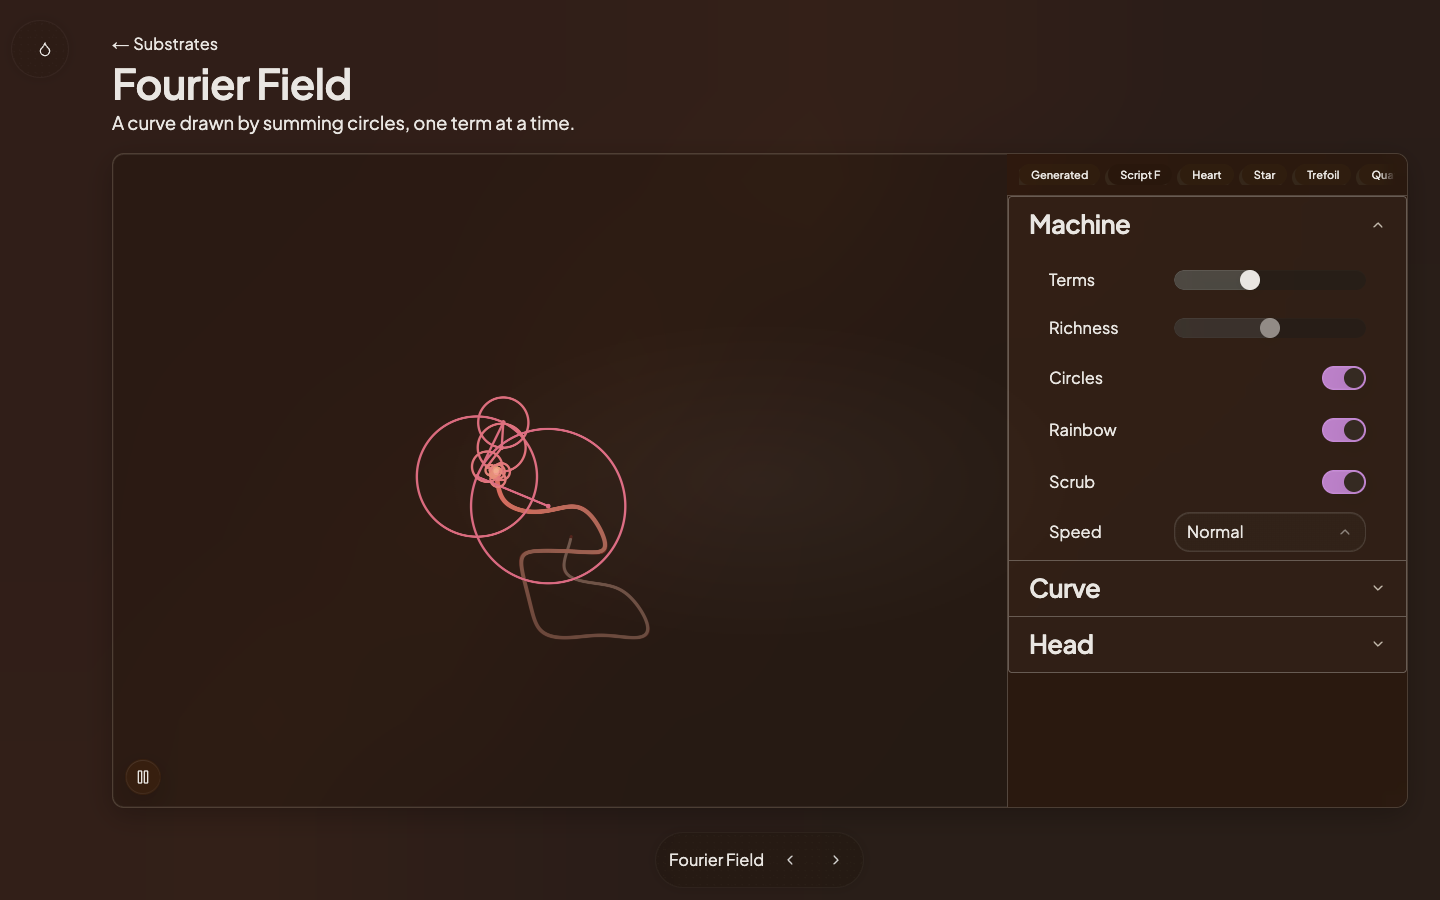 ← Substrates
Fourier Field
A curve drawn by summing circles, one term at a time.
Generated Script F Heart Star Trefoil Qua
Machine
Terms
Richness
Circles
Rainbow
Scrub
Speed Normal
Curve
Head
Fourier Field